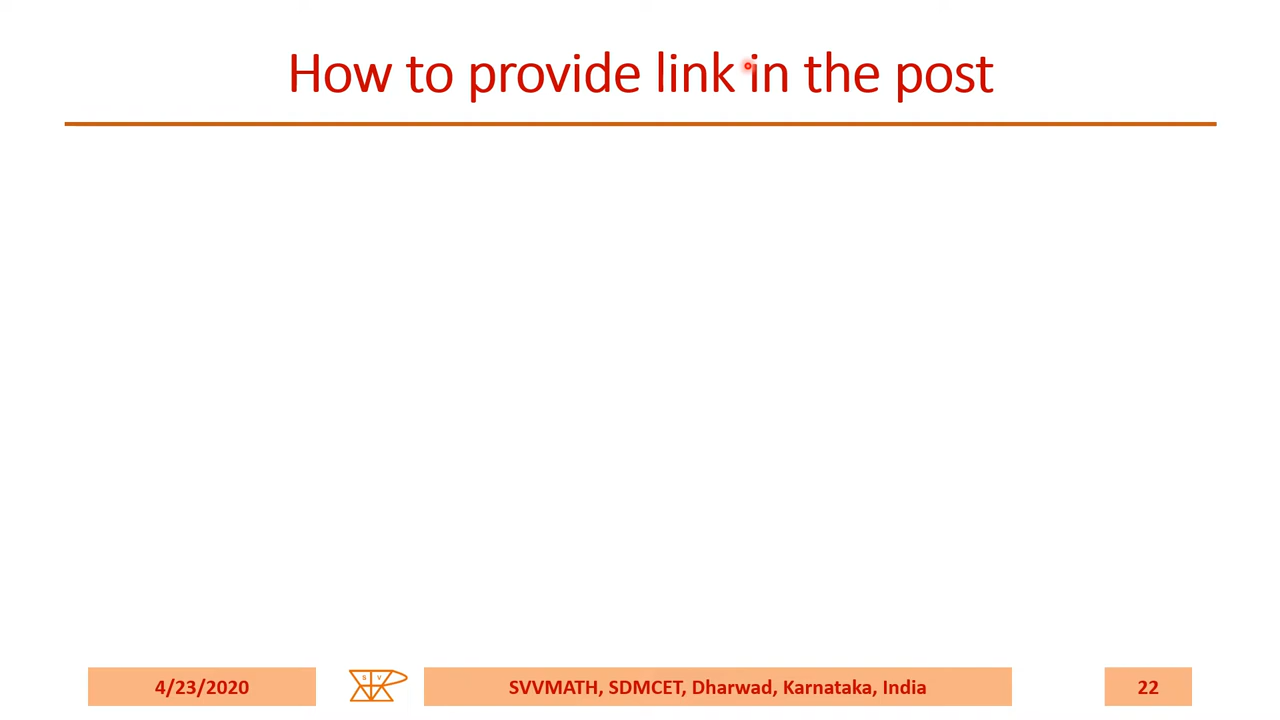 How to provide link in the post
4/23/2020
S V
SVVMATH, SDMCET, Dharwad, Karnataka, India
22